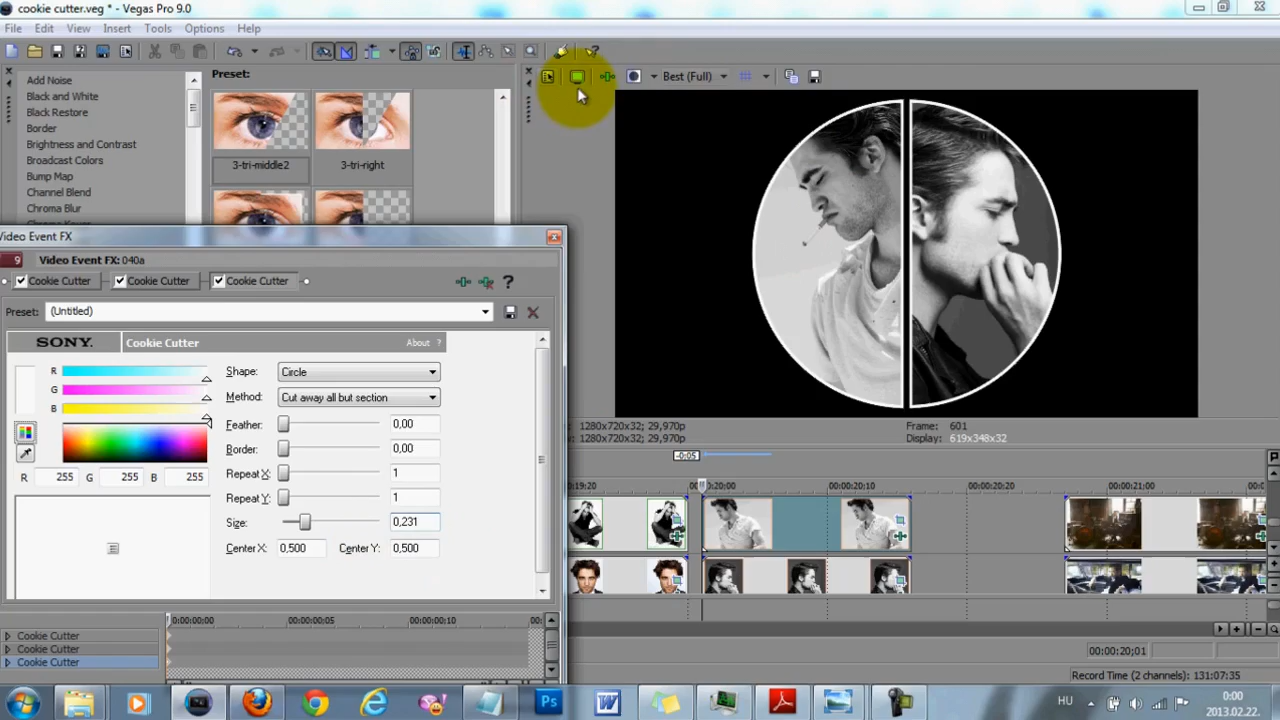 cookie cutter.veg * - Vegas Pro 9.0
File Edit View Insert Tools Options Help
Add Noise
Black and White
Black Restore
Border
Brightness and Contrast
Broadcast Colors
Bump Map
Channel Blend
Chroma Blur
Preset:
3-tri-middle2 3-tri-right
Best (Full)
Video Event FX
9 Video Event FX: 040a
Cookie Cutter Cookie Cutter Cookie Cutter
Preset: (Untitled)
SONY. Cookie Cutter About ?
R
G
B
R 255 G 255 B 255
Shape: Circle
Method: Cut away all but section
Feather: 0,00
Border: 0,00
Repeat X: 1
Repeat Y: 1
Size: 0,231
Center X: 0,500 Center Y: 0,500
00:00:00:00 00:00:00:05 00:00:00:10 00:
Cookie Cutter
Cookie Cutter
Cookie Cutter
1280x720x32; 29,970p Frame: 601
1280x720x32; 29,970p Display: 619x348x32
-0:05
:00:19:20 00:00:20:00 00:00:20:10 00:00:21:00
00:00:20;01
Record Time (2 channels): 131:07:35
HU
0:00
2013.02.22.